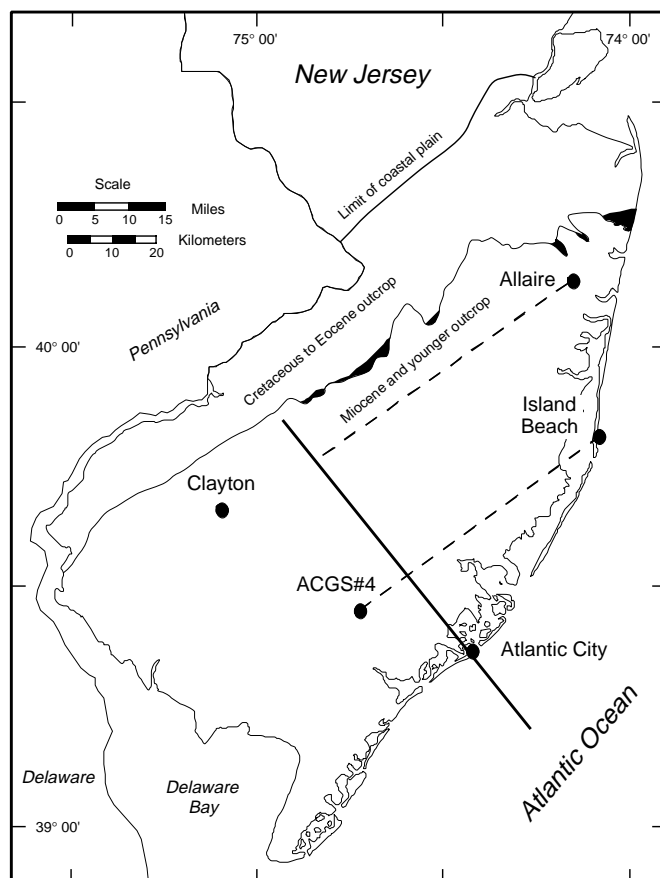 75° 00'
74° 00'
New Jersey
Limit of coastal plain
Scale
0 5 10 15
Miles
Kilometers
0 10 20
Allaire
Pennsylvania
Cretaceous to Eocene outcrop
Miocene and younger outcrop
40° 00'
Island
Beach
Clayton
ACGS#4
Atlantic City
Atlantic Ocean
Delaware
Delaware
Bay
39° 00'